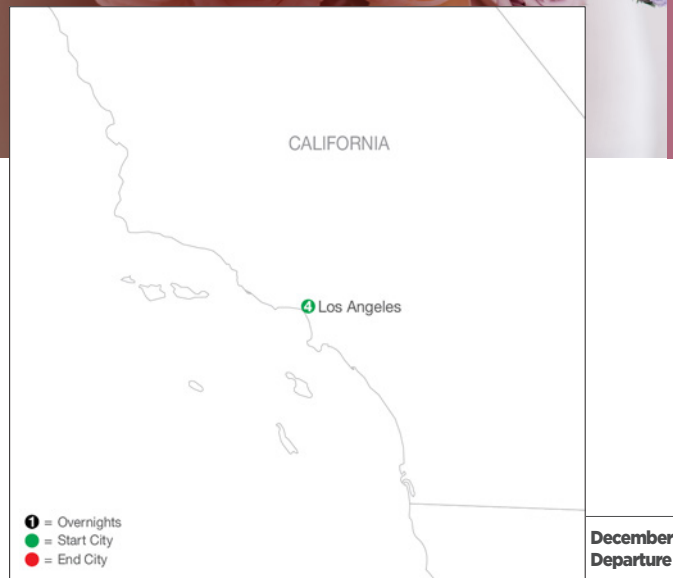 CALIFORNIA
4 Los Angeles
1 = Overnights
= Start City
= End City
December
Departure